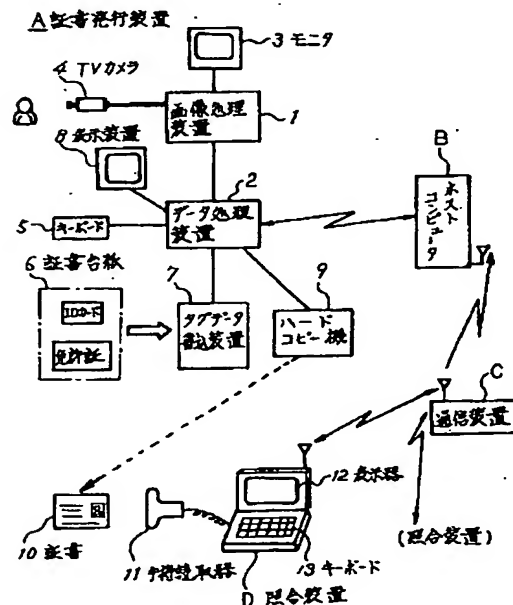 A 証書発行装置
3 モニタ
4 TVカメラ
画像処理
装置
1
8 表示装置
2
データ処理
装置
5
キーボード
6 証書台板
IDカード
免許証
7
タグデータ
書込装置
9
ハード
コピー機
B
ホスト
コンピュータ
C
通信装置
(照合装置)
10 証書
11 手持読取器
12 表示器
13 キーボード
D 照合装置